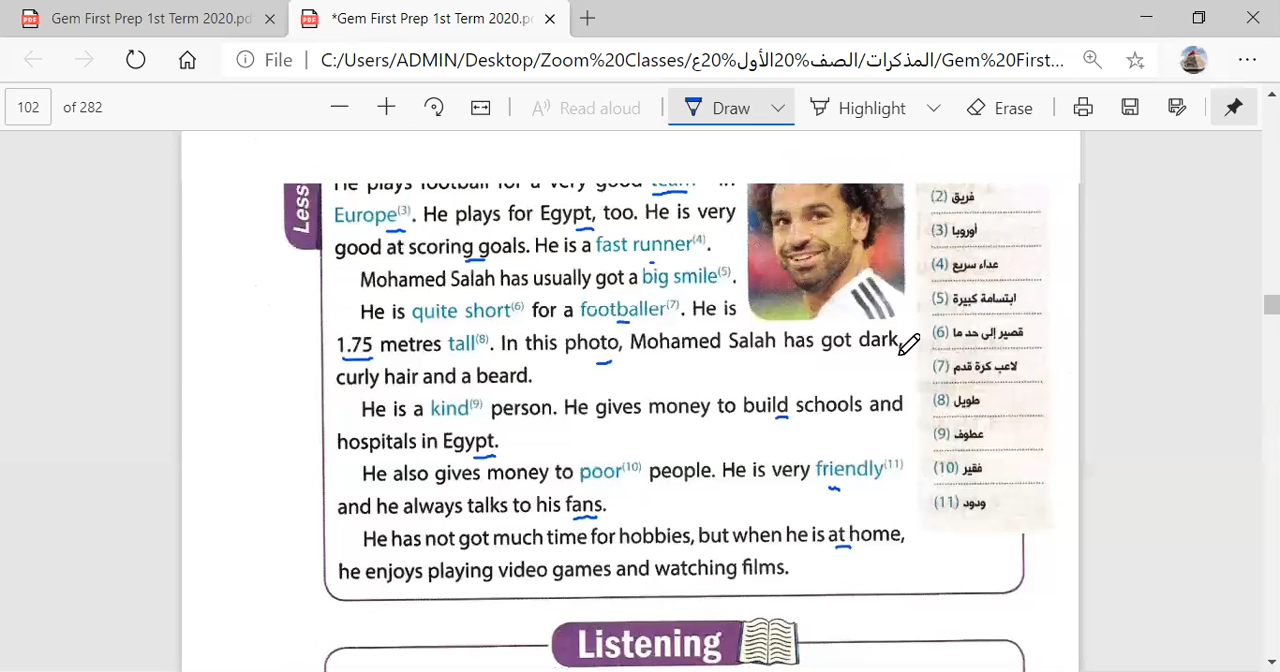 Gem First Prep 1st Term 2020.pd
*Gem First Prep 1st Term 2020.pd
File
C:/Users/ADMIN/Desktop/Zoom%20Classes/المذكرات/الصف%20الأول%20ع/Gem%20First...
102 of 282
Read aloud
Draw
Highlight
Erase
Less
He plays football for a very good team in
Europe(3). He plays for Egypt, too. He is very
good at scoring goals. He is a fast runner(4).
Mohamed Salah has usually got a big smile(5).
He is quite short(6) for a footballer(7). He is
1.75 metres tall(8). In this photo, Mohamed Salah has got dark,
curly hair and a beard.
He is a kind(9) person. He gives money to build schools and
hospitals in Egypt.
He also gives money to poor(10) people. He is very friendly(11)
and he always talks to his fans.
He has not got much time for hobbies, but when he is at home,
he enjoys playing video games and watching films.
(2) فريق
(3) أوروبا
(4) عداء سريع
(5) ابتسامة كبيرة
(6) قصير إلى حد ما
(7) لاعب كرة قدم
(8) طويل
(9) عطوف
(10) فقير
(11) ودود
Listening